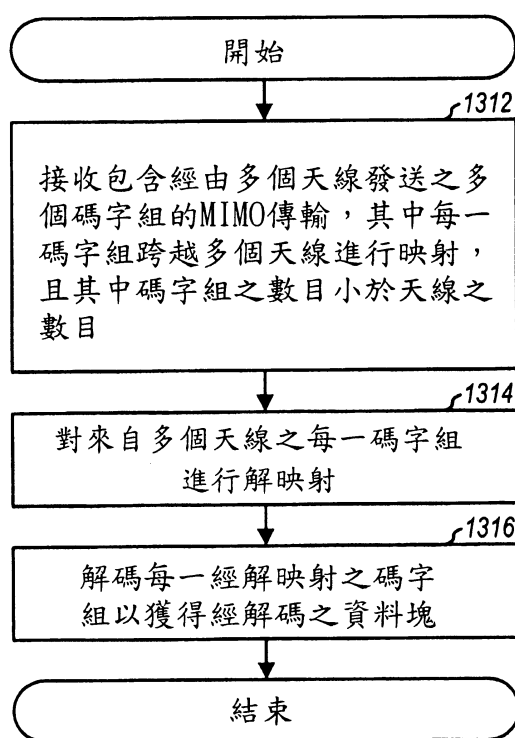 開始
1312
接收包含經由多個天線發送之多
個碼字組的MIMO傳輸，其中每一
碼字組跨越多個天線進行映射，
且其中碼字組之數目小於天線之
數目
1314
對來自多個天線之每一碼字組
進行解映射
1316
解碼每一經解映射之碼字
組以獲得經解碼之資料塊
結束